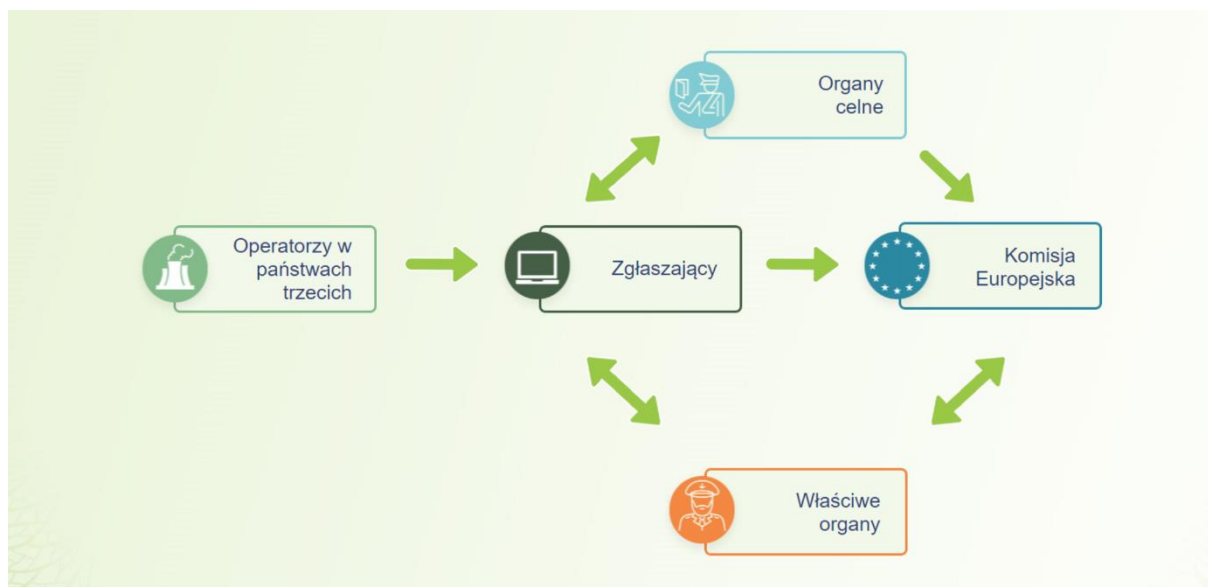 Organy
celne
Operatorzy w
państwach
trzecich
Zgłaszający
Komisja
Europejska
Właściwe
organy